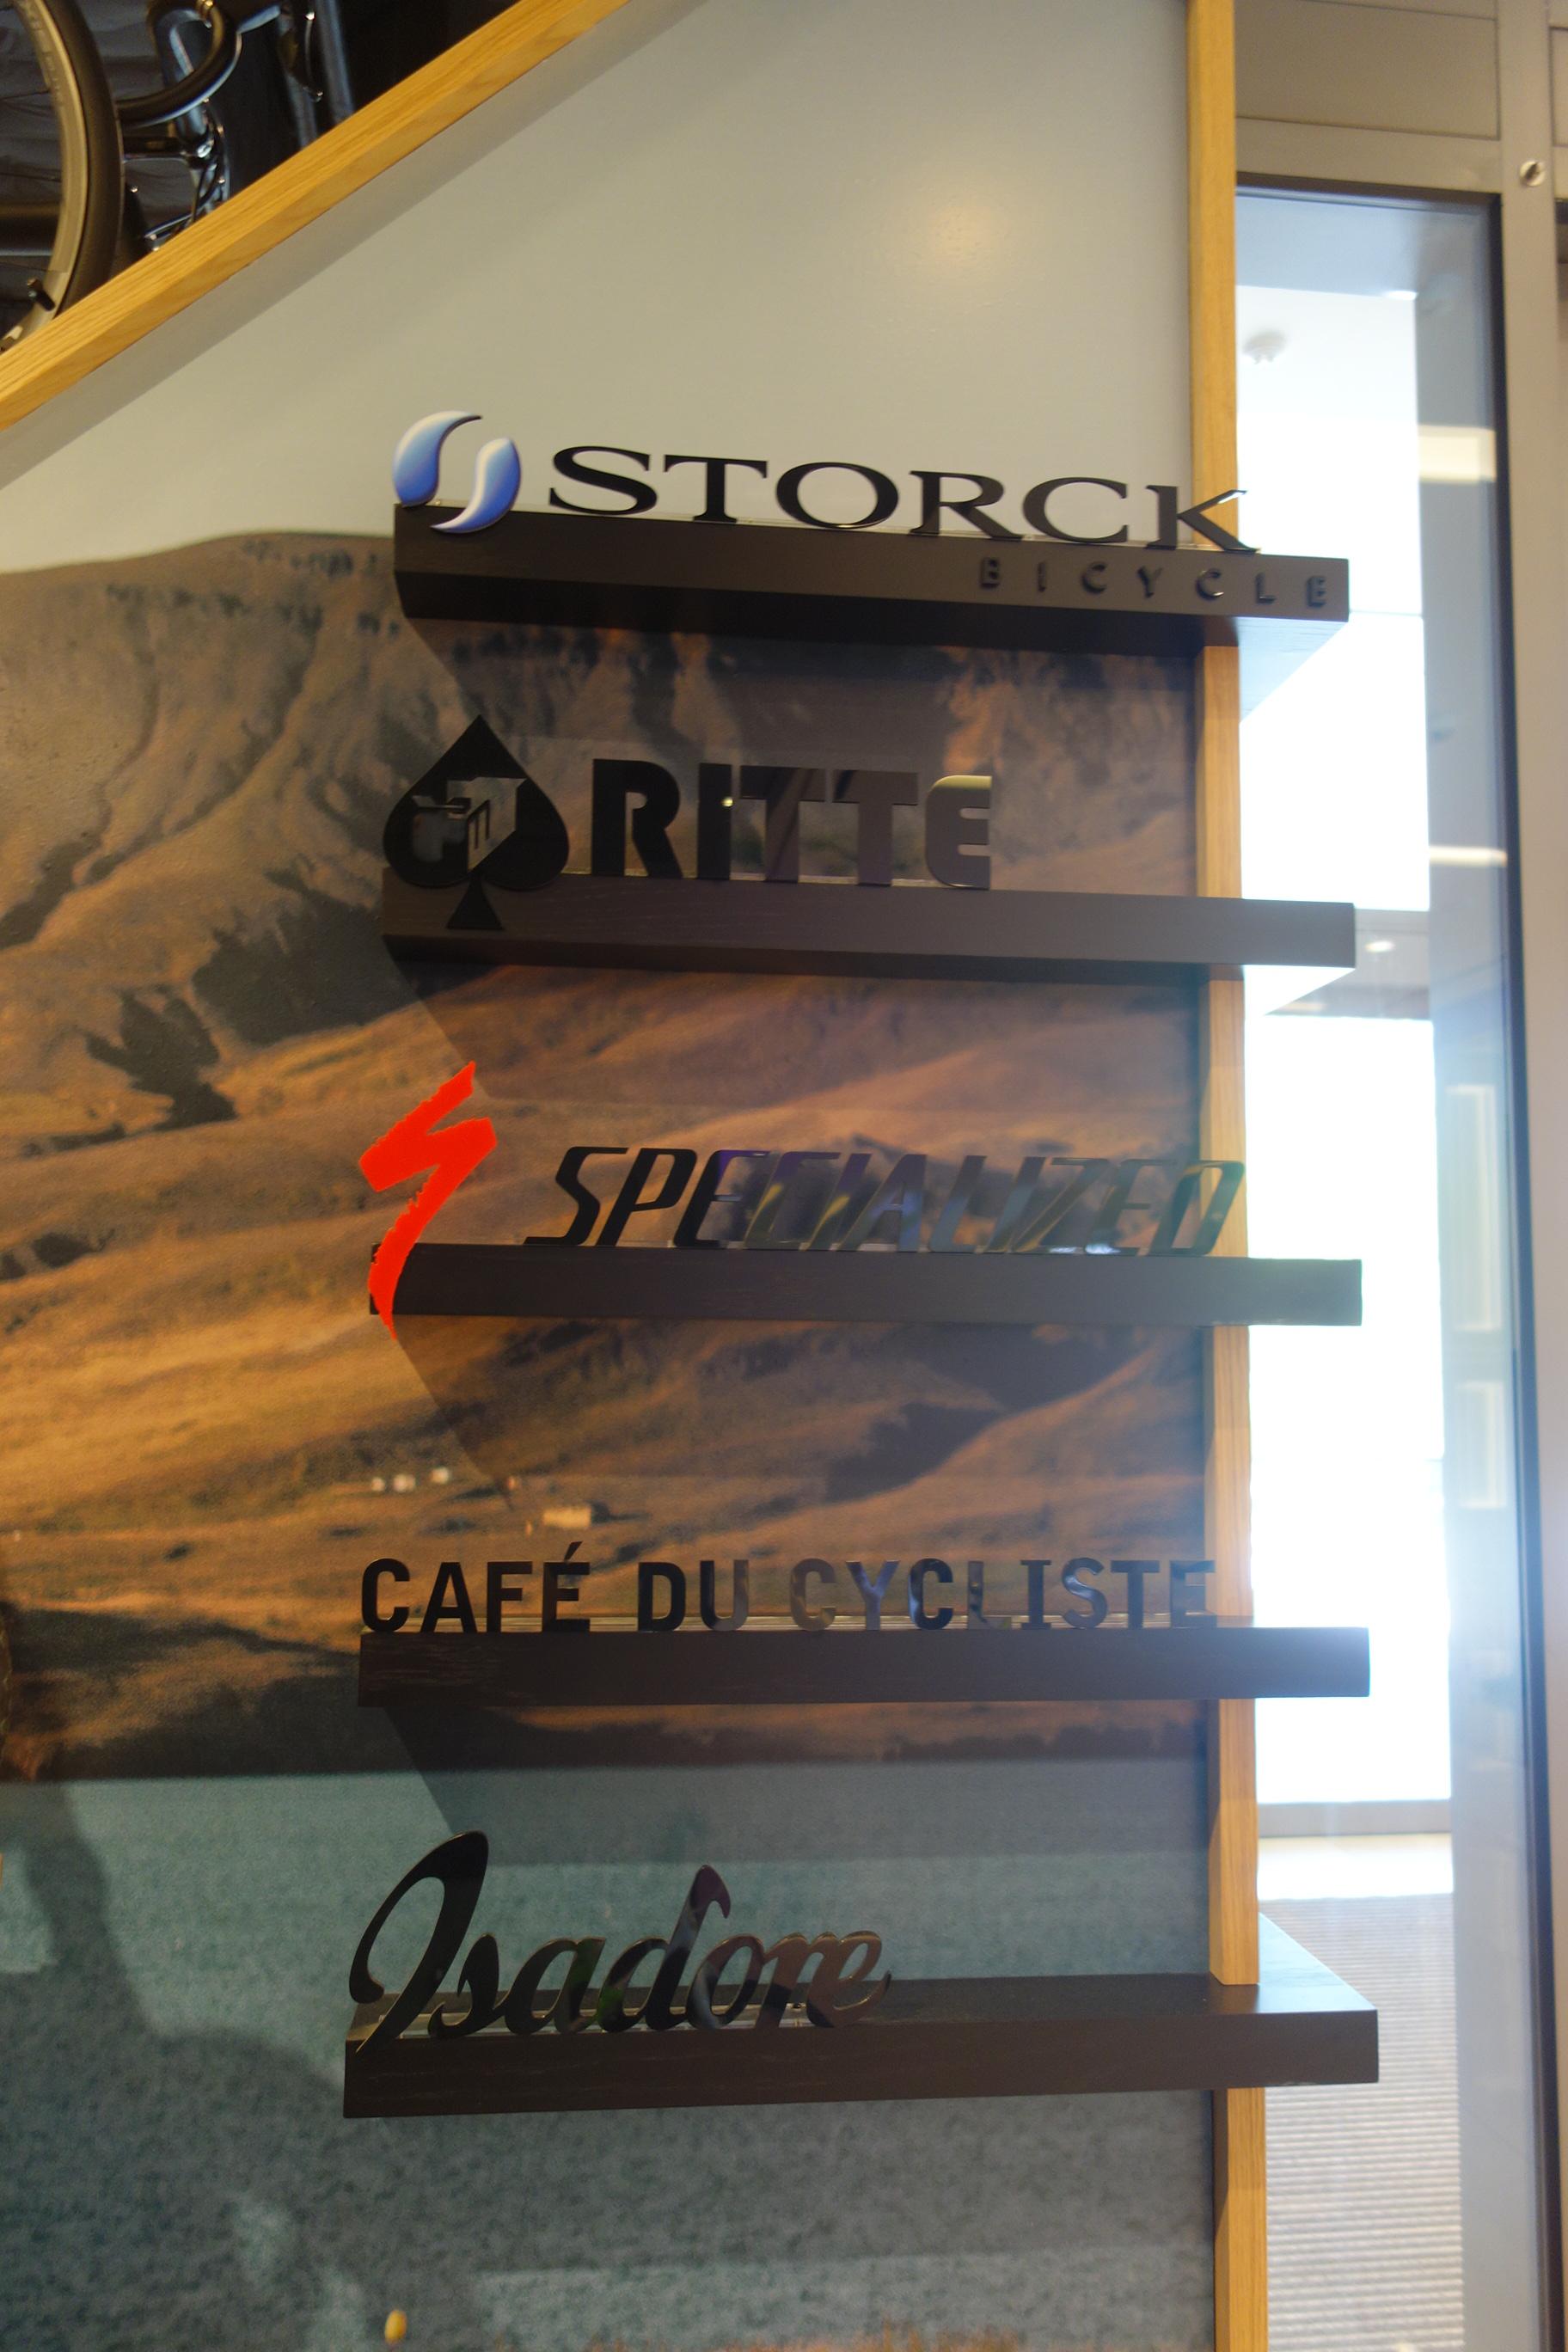 STORCK
BICYCLE
RITTE
SPECIALIZED
CAFÉ DU CYCLISTE
Isadore